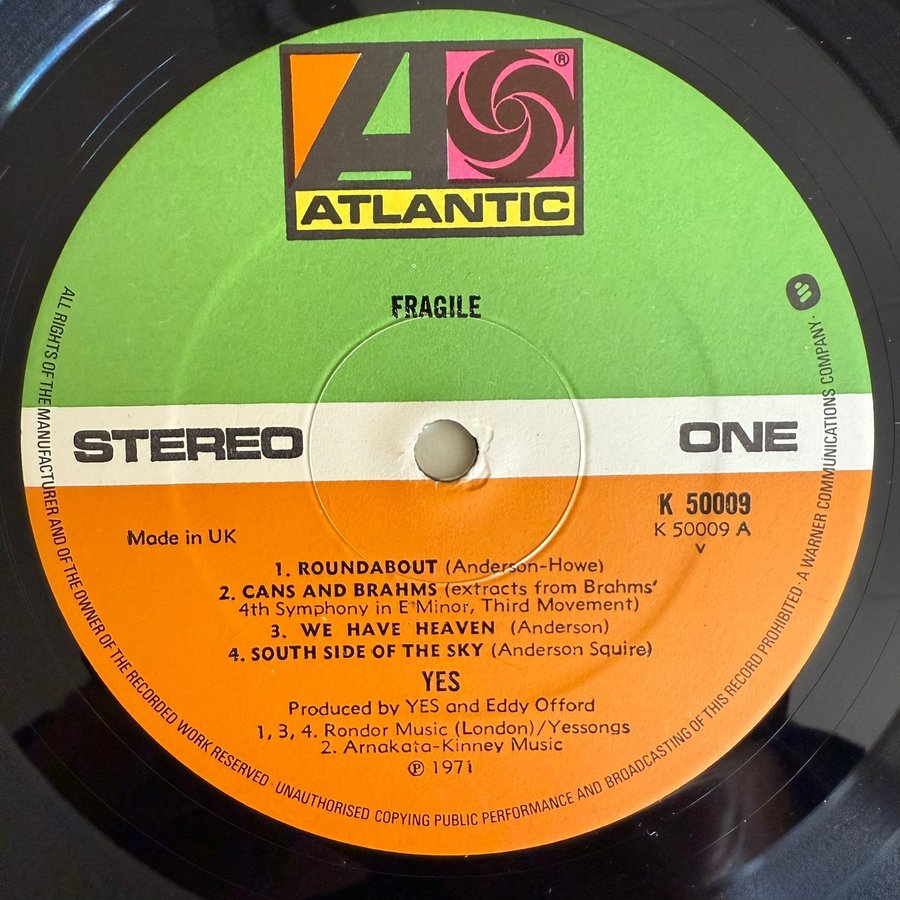 A
®
ATLANTIC
FRAGILE
STEREO
ONE
K 50009
K 50009 A
V
Made in UK
1. ROUNDABOUT (Anderson-Howe)
2. CANS AND BRAHMS (extracts from Brahms'
4th Symphony in E Minor, Third Movement)
3. WE HAVE HEAVEN (Anderson)
4. SOUTH SIDE OF THE SKY (Anderson Squire)
YES
Produced by YES and Eddy Offord
1, 3, 4. Rondor Music (London)/Yessongs
2. Arnakata-Kinney Music
℗ 1971
ALL RIGHTS OF THE MANUFACTURER AND OF THE OWNER OF THE RECORDED WORK RESERVED · UNAUTHORISED COPYING PUBLIC PERFORMANCE AND BROADCASTING OF THIS RECORD PROHIBITED · A WARNER COMMUNICATIONS COMPANY ·